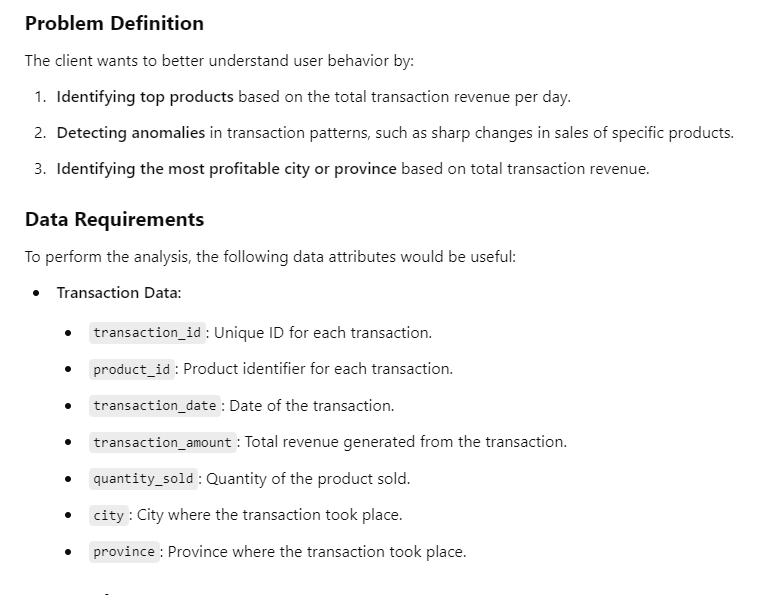 Problem Definition
The client wants to better understand user behavior by:
1. Identifying top products based on the total transaction revenue per day.
2. Detecting anomalies in transaction patterns, such as sharp changes in sales of specific products.
3. Identifying the most profitable city or province based on total transaction revenue.
Data Requirements
To perform the analysis, the following data attributes would be useful:
• Transaction Data:
• transaction_id : Unique ID for each transaction.
• product_id : Product identifier for each transaction.
• transaction_date : Date of the transaction.
• transaction_amount : Total revenue generated from the transaction.
• quantity_sold : Quantity of the product sold.
• city : City where the transaction took place.
• province : Province where the transaction took place.